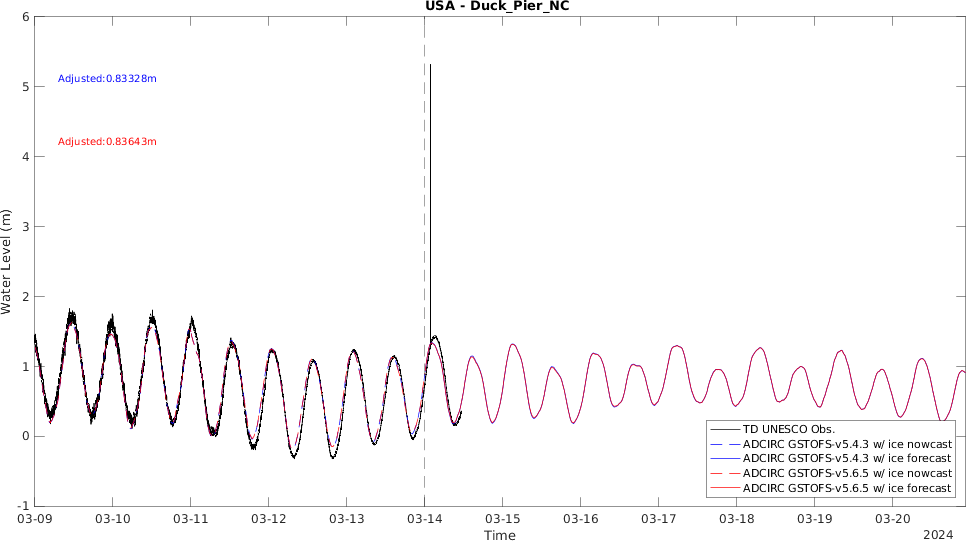 USA - Duck_Pier_NC
6
5
4
3
2
1
0
-1
Water Level (m)
Adjusted:0.83328m
Adjusted:0.83643m
TD UNESCO Obs.
ADCIRC GSTOFS-v5.4.3 w/ ice nowcast
ADCIRC GSTOFS-v5.4.3 w/ ice forecast
ADCIRC GSTOFS-v5.6.5 w/ ice nowcast
ADCIRC GSTOFS-v5.6.5 w/ ice forecast
03-09 03-10 03-11 03-12 03-13 03-14 03-15 03-16 03-17 03-18 03-19 03-20
Time
2024